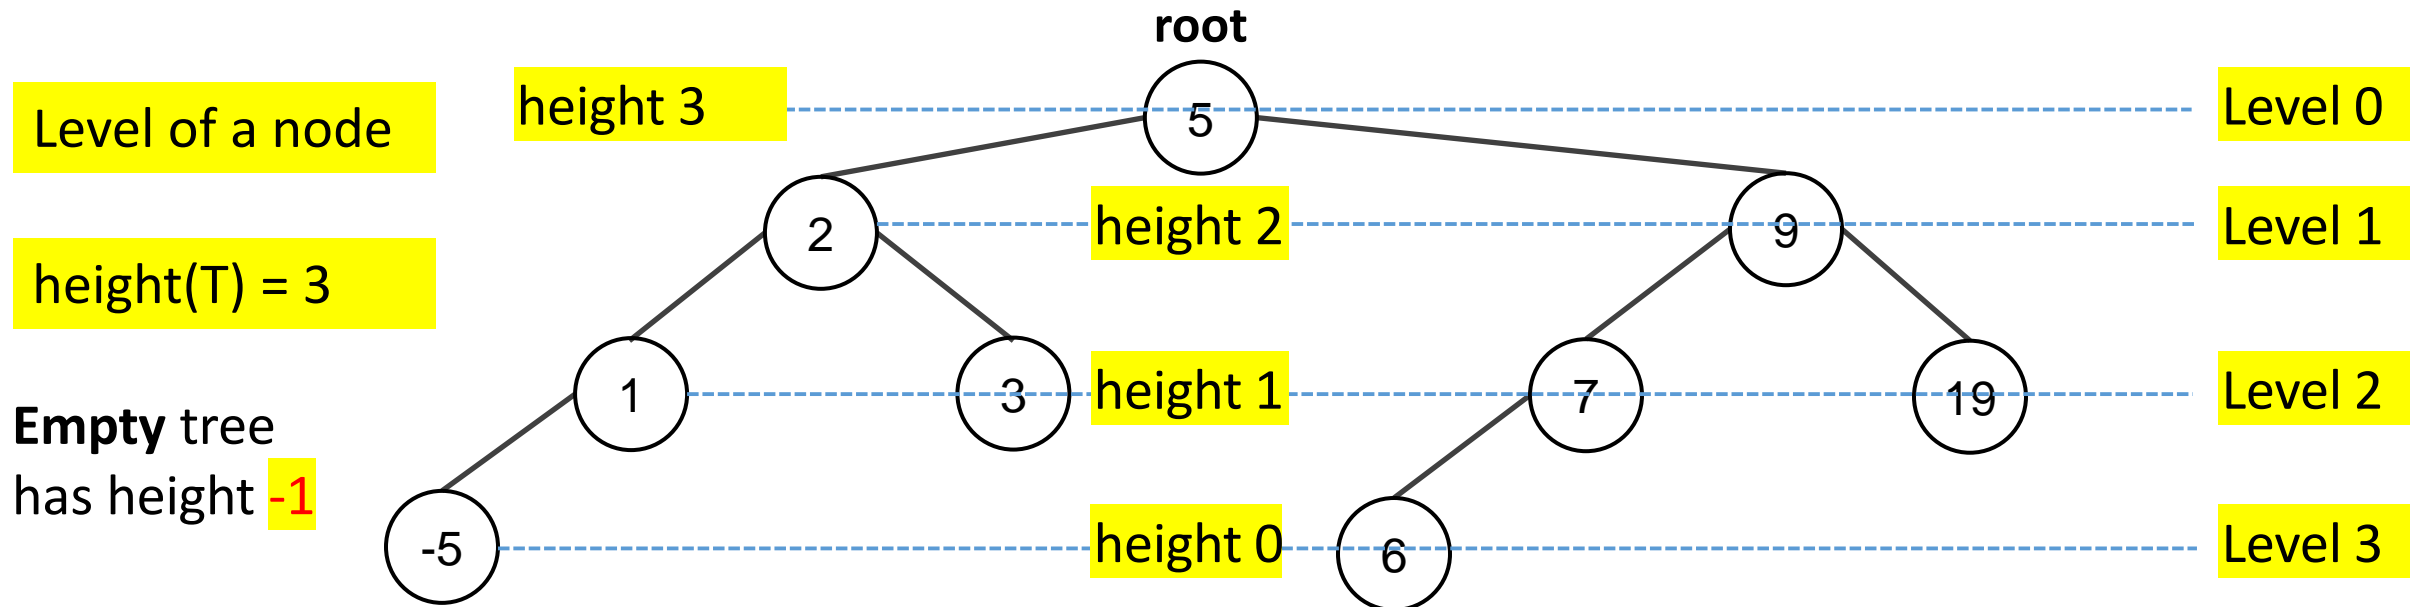 root
Level of a node
height 3
5
Level 0
2
height 2
9
Level 1
height(T) = 3
1
3
height 1
7
19
Level 2
Empty tree
has height -1
-5
height 0
6
Level 3